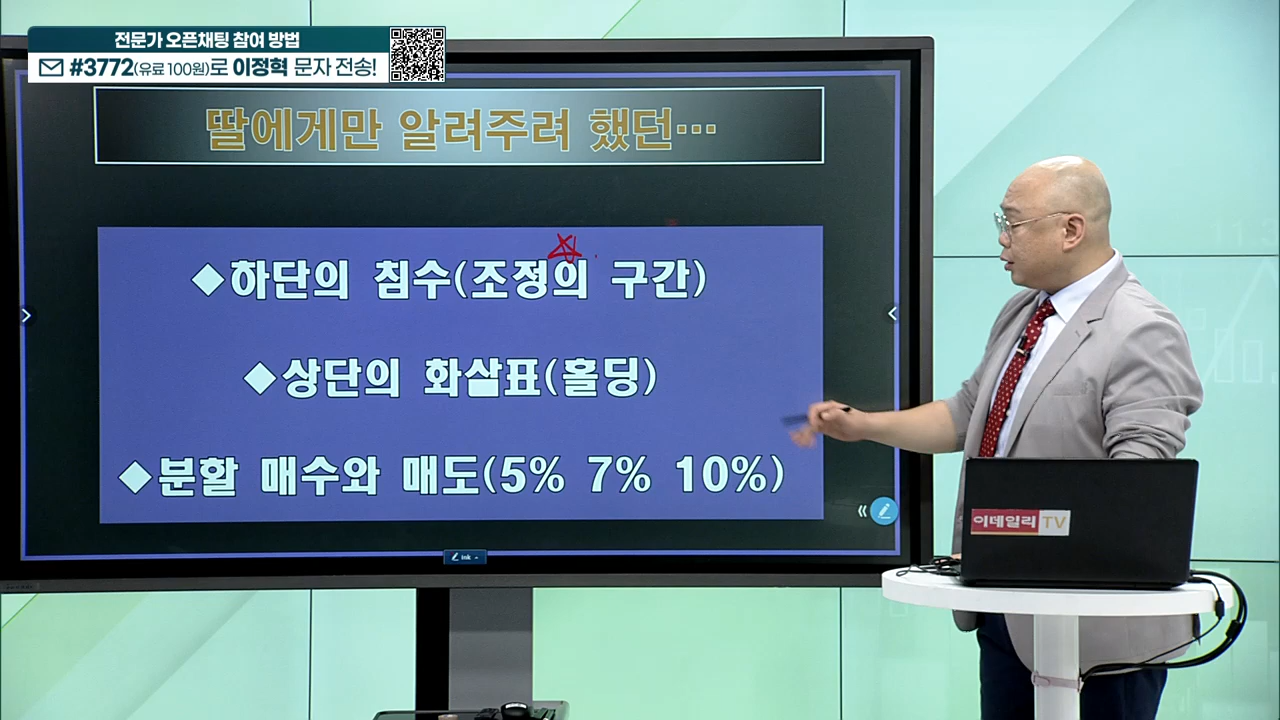 전문가 오픈채팅 참여 방법
#3772(유료 100원)로 이정혁 문자 전송!
딸에게만 알려주려 했던…
◆하단의 침수(조정의 구간)
◆상단의 화살표(홀딩)
◆분할 매수와 매도(5% 7% 10%)
ink
이데일리 TV